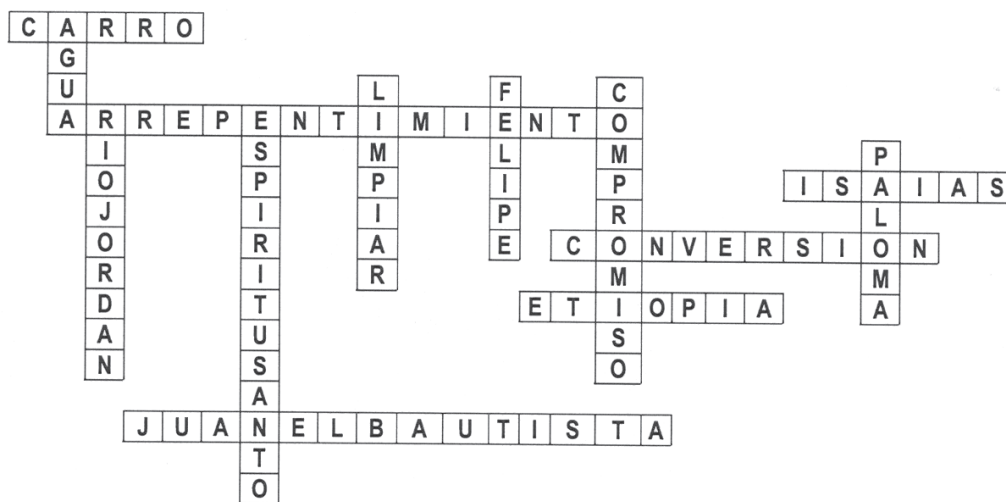 CARRO
AGUA
LIMPIAR
FELIPE
COMPROMISO
ARREPENTIMIENTO
RIOJORDAN
ESPIRITUSANTO
PALOMA
ISAIAS
CONVERSION
ETIOPIA
JUANELBAUTISTA